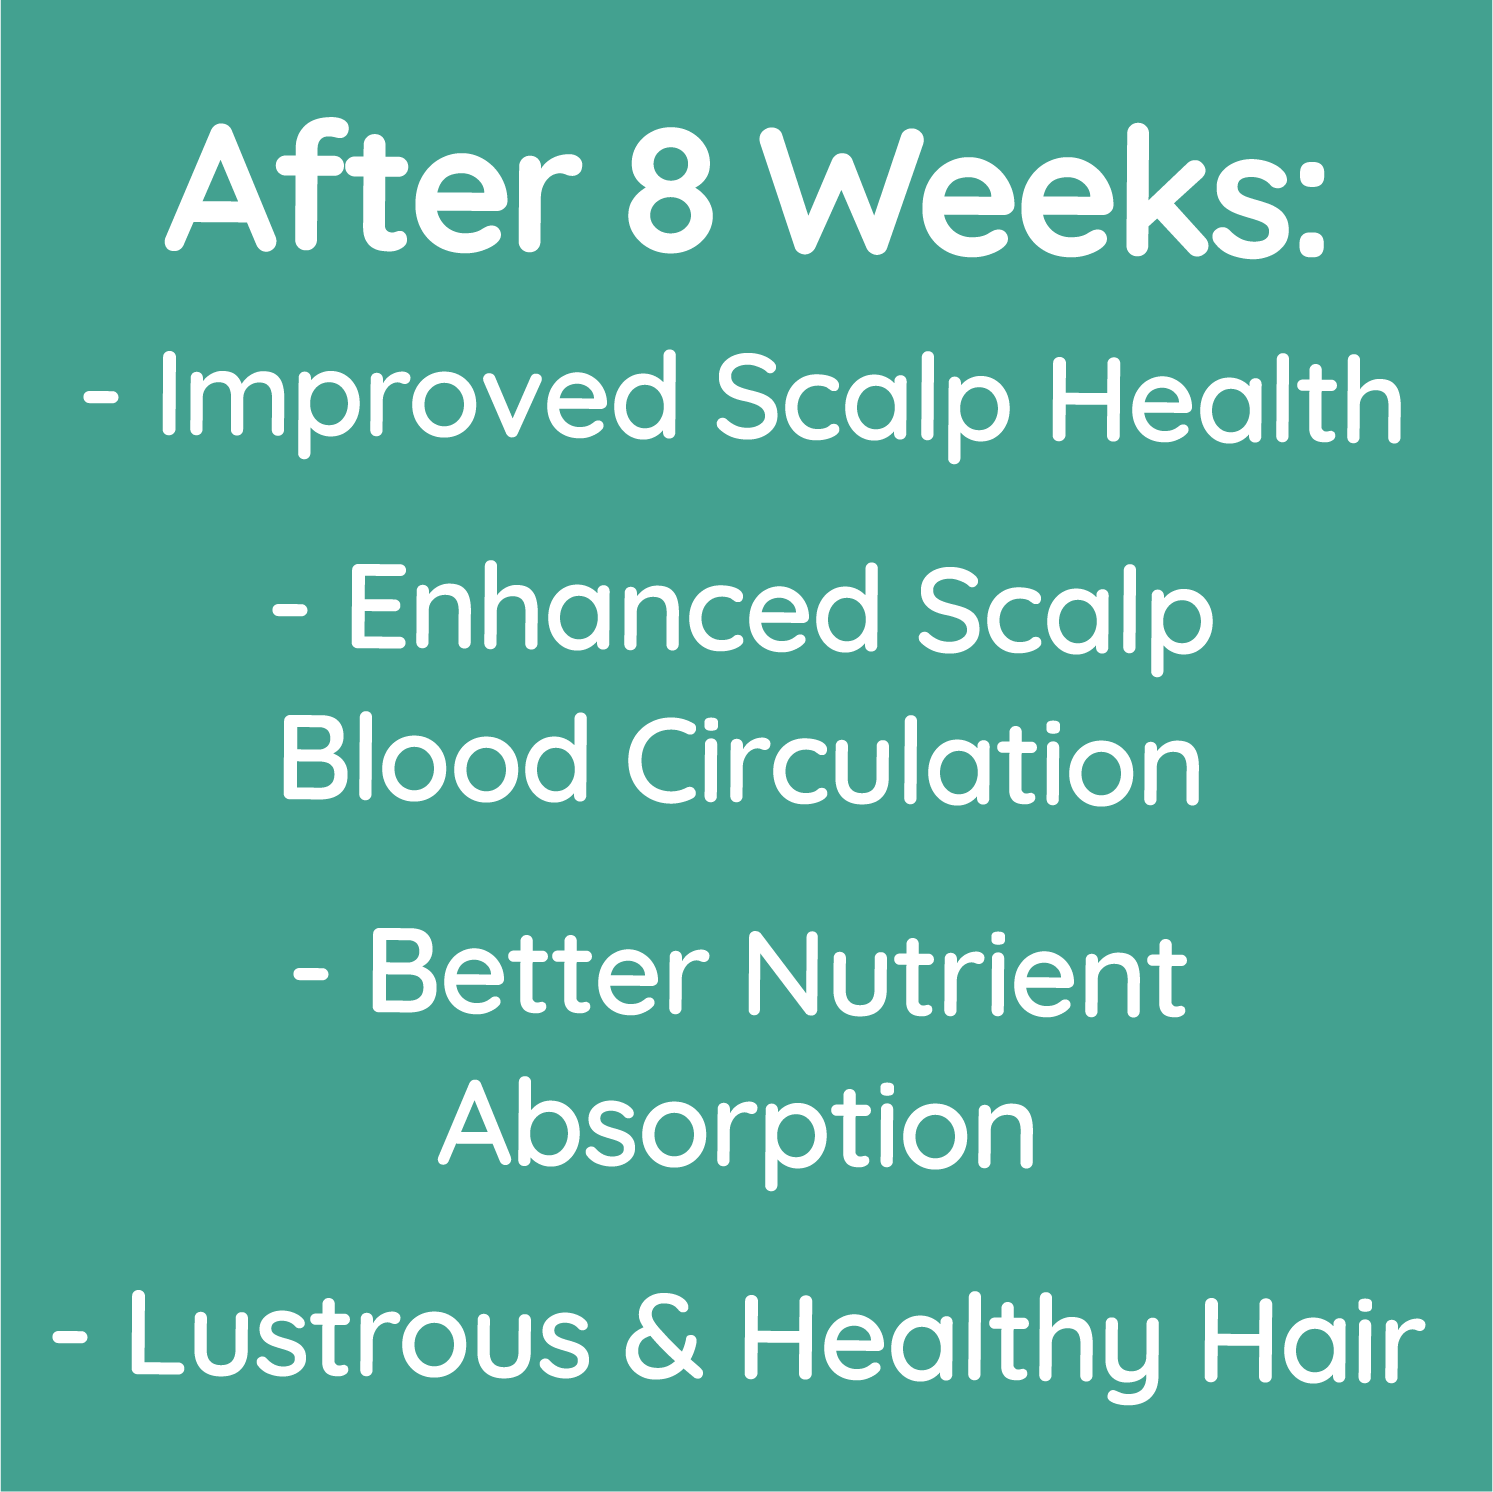 After 8 Weeks:
- Improved Scalp Health
- Enhanced Scalp
Blood Circulation
- Better Nutrient
Absorption
- Lustrous & Healthy Hair